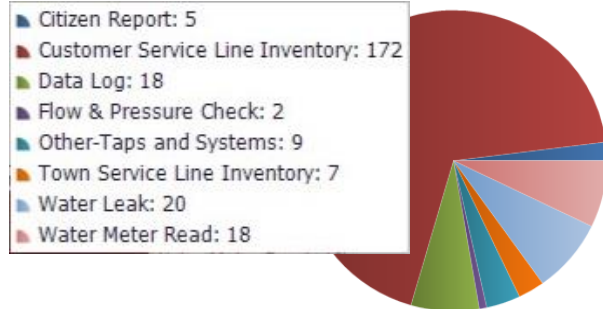 Citizen Report: 5
Customer Service Line Inventory: 172
Data Log: 18
Flow & Pressure Check: 2
Other-Taps and Systems: 9
Town Service Line Inventory: 7
Water Leak: 20
Water Meter Read: 18